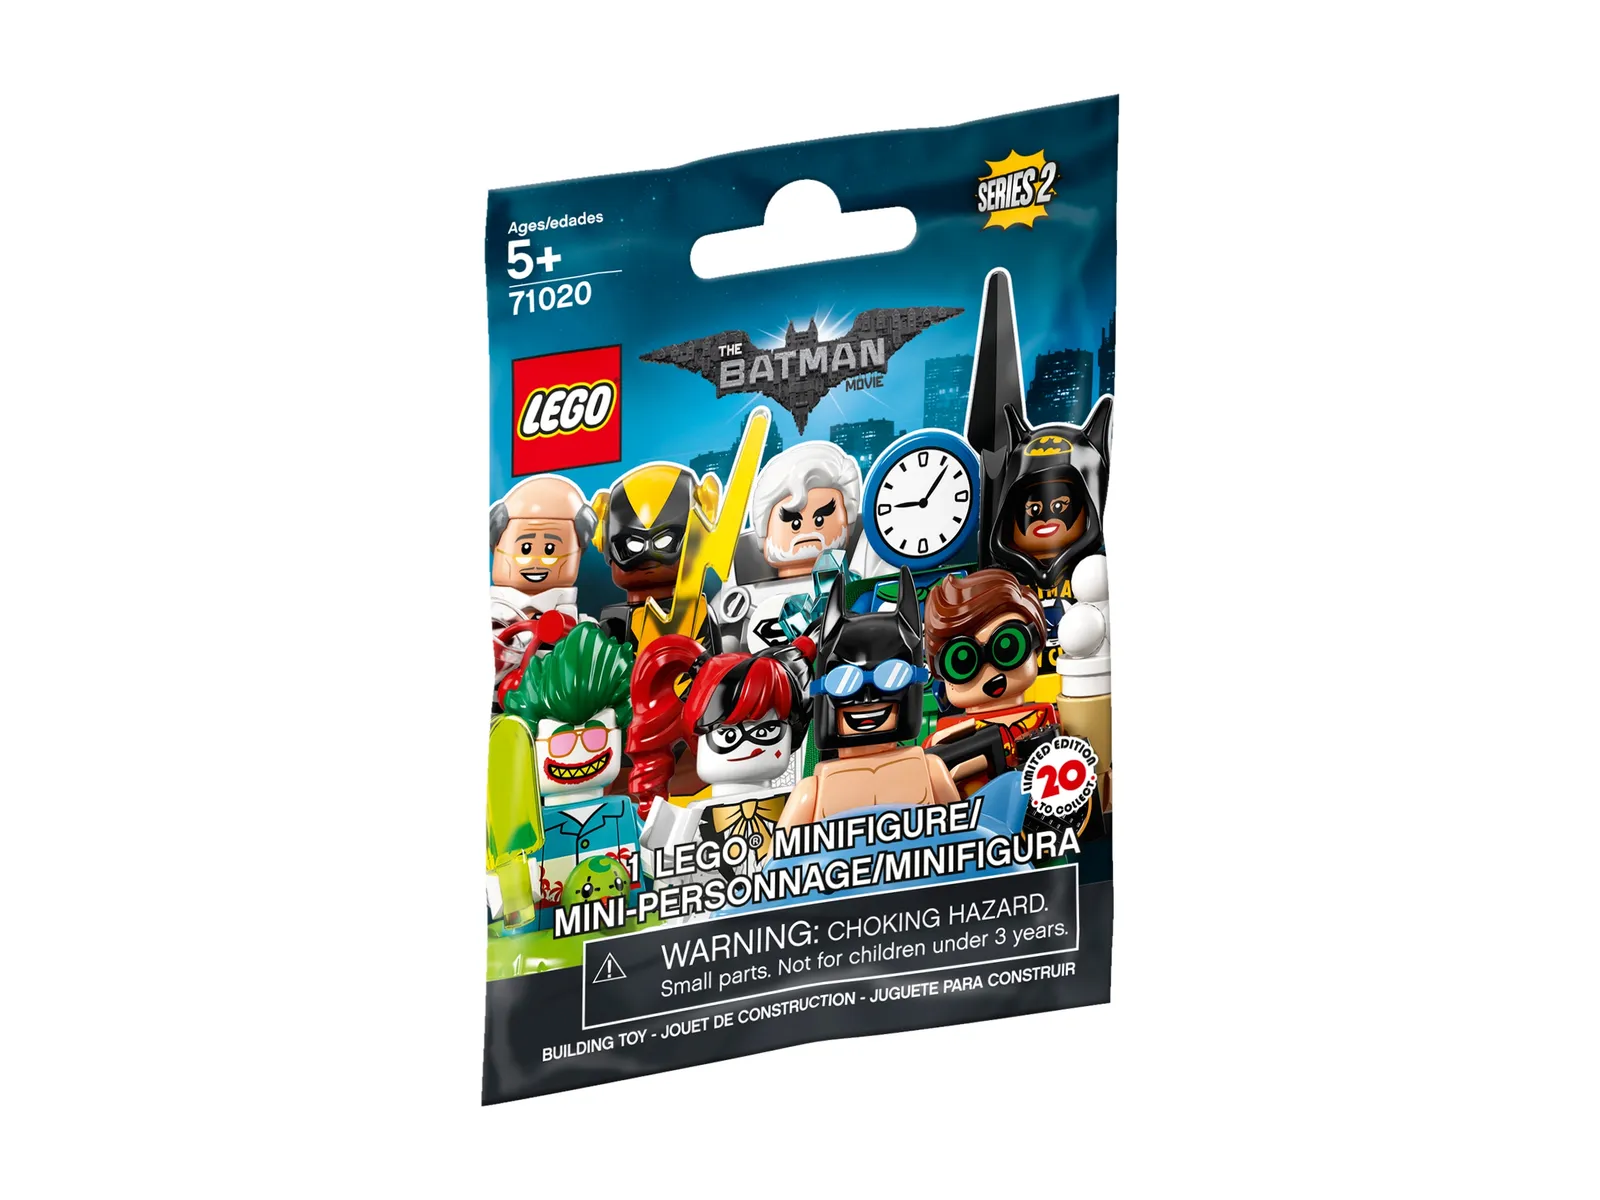 Ages/edades
5+
71020
SERIES 2
LEGO
THE
BATMAN
MOVIE
LIMITED EDITION
20
TO COLLECT
1 LEGO® MINIFIGURE/
MINI-PERSONNAGE/MINIFIGURA
WARNING: CHOKING HAZARD.
Small parts. Not for children under 3 years.
BUILDING TOY - JOUET DE CONSTRUCTION - JUGUETE PARA CONSTRUIR